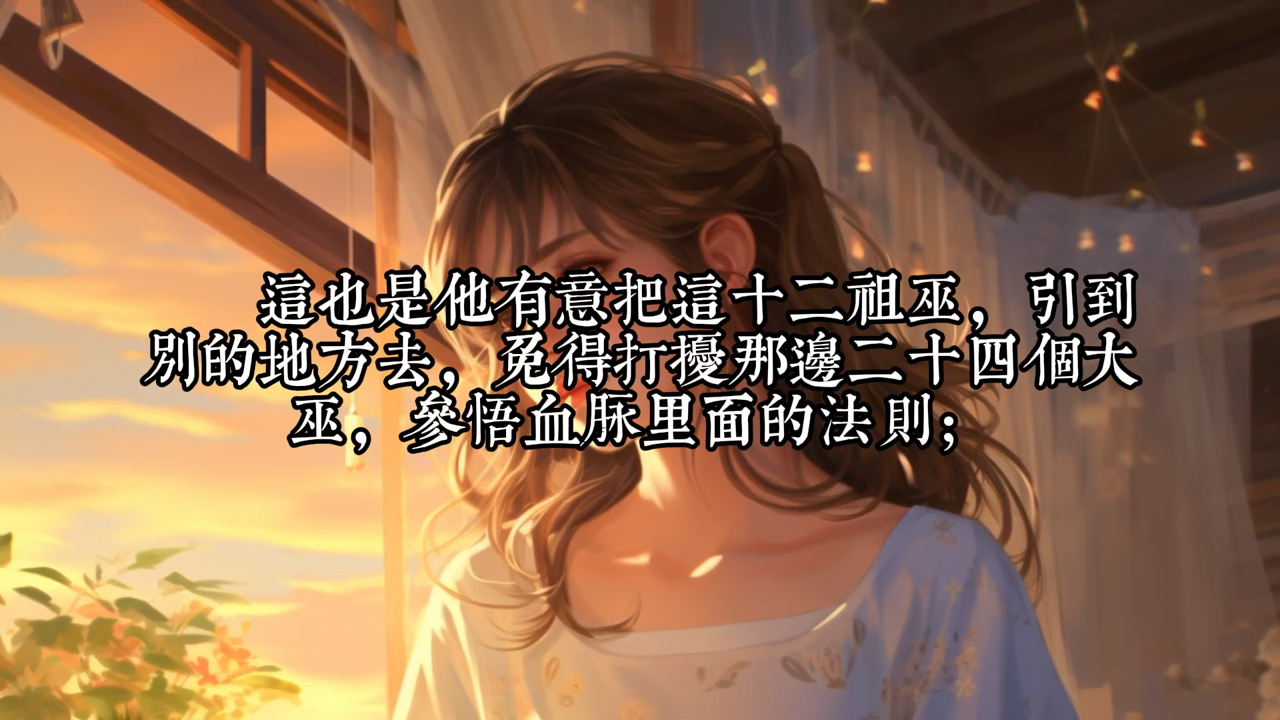 這也是他有意把這十二祖巫，引到
別的地方去，免得打擾那邊二十四個大
巫，參悟血脈里面的法則；